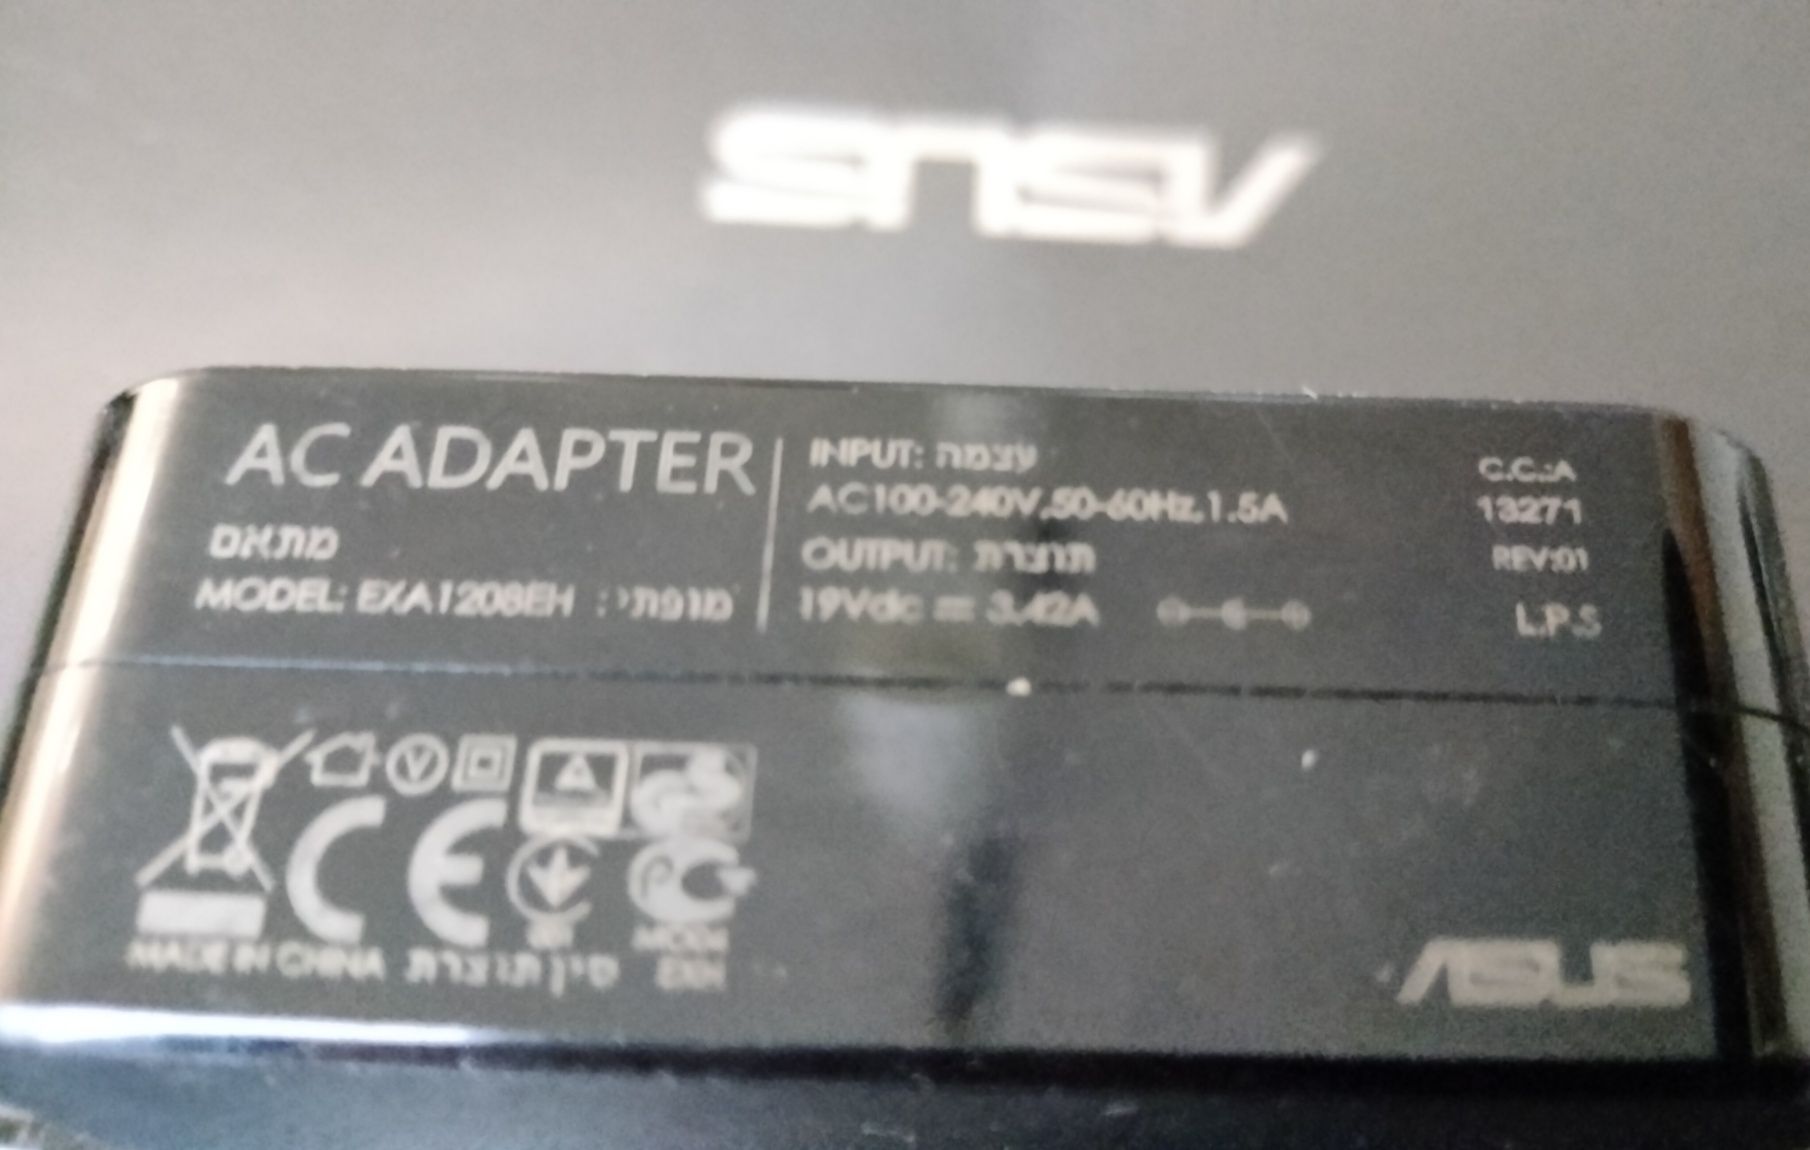 ASUS
AC ADAPTER
מתאם
MODEL: EXA1208EH
INPUT: עצמה
AC100-240V,50-60Hz,1.5A
OUTPUT: תוצרת
19Vdc ⎓ 3.42A
C.C.:A
13271
REV:01
L.P.S
CE
MADE IN CHINA סין תוצרת
ASUS